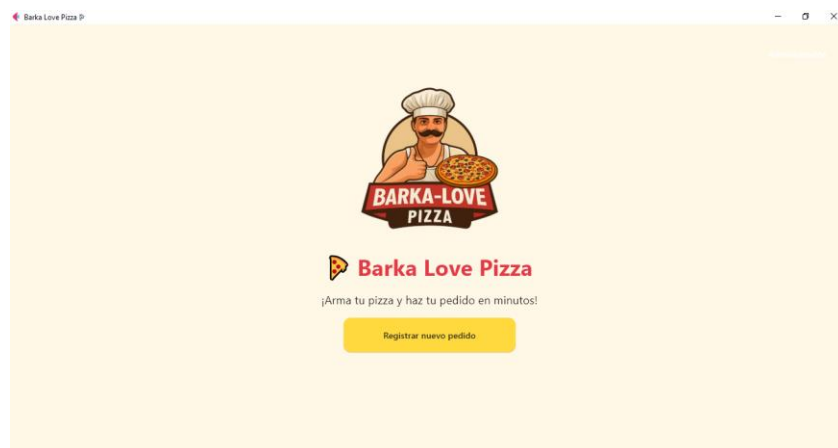 Barka Love Pizza
BARKA-LOVE
PIZZA
Barka Love Pizza
¡Arma tu pizza y haz tu pedido en minutos!
Registrar nuevo pedido